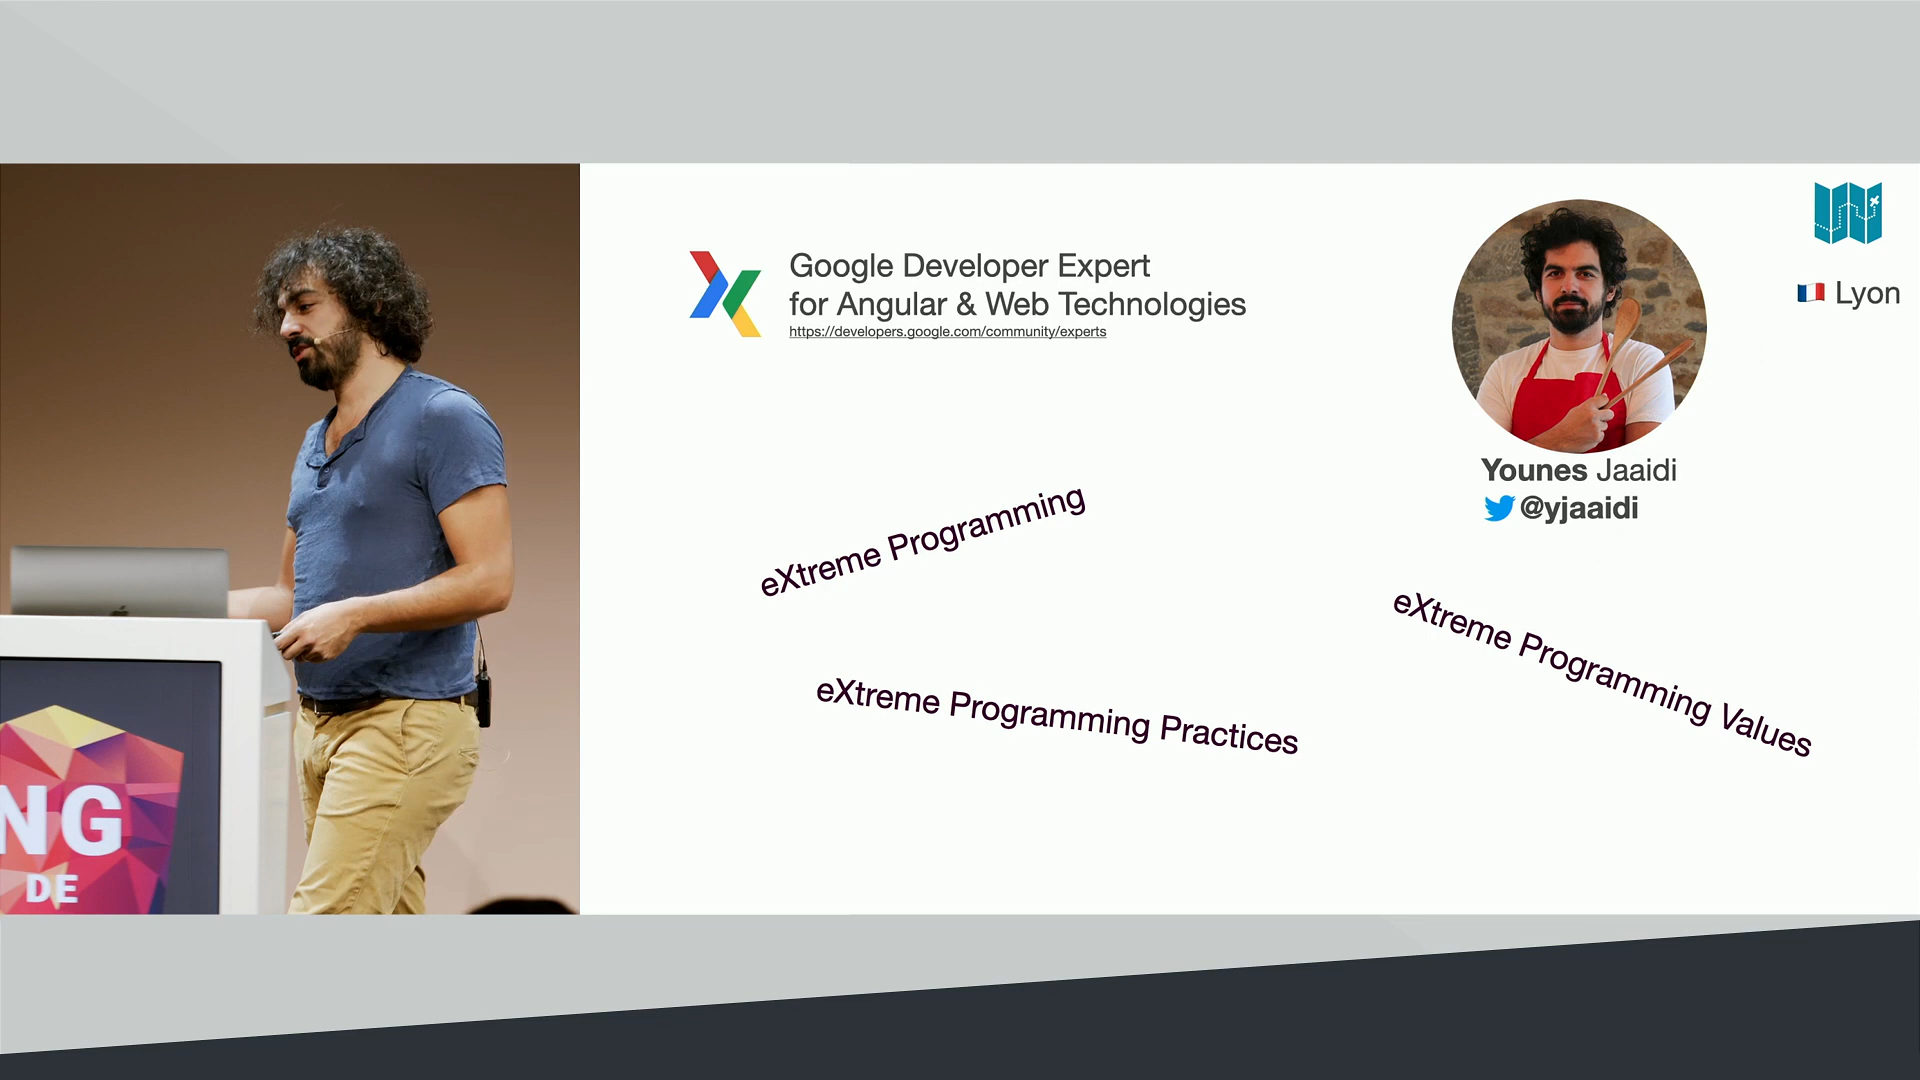 Google Developer Expert
for Angular & Web Technologies
https://developers.google.com/community/experts
Lyon
Younes Jaaidi
@yjaaidi
eXtreme Programming
eXtreme Programming Values
eXtreme Programming Practices
NG
DE